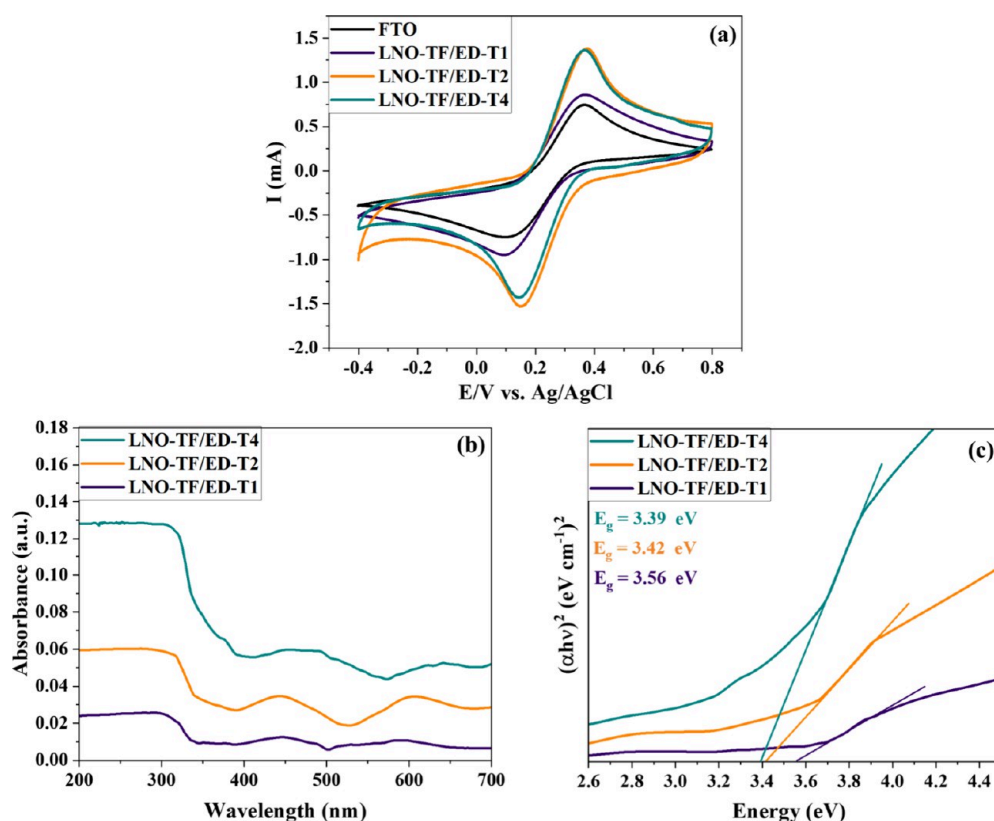 (a)
FTO
LNO-TF/ED-T1
LNO-TF/ED-T2
LNO-TF/ED-T4
1.5
1.0
0.5
0.0
-0.5
-1.0
-1.5
-2.0
I (mA)
-0.4 -0.2 0.0 0.2 0.4 0.6 0.8
E/V vs. Ag/AgCl
(b)
LNO-TF/ED-T4
LNO-TF/ED-T2
LNO-TF/ED-T1
0.18
0.16
0.14
0.12
0.10
0.08
0.06
0.04
0.02
0.00
Absorbance (a.u.)
200 300 400 500 600 700
Wavelength (nm)
(c)
LNO-TF/ED-T4
LNO-TF/ED-T2
LNO-TF/ED-T1
E_g = 3.39 eV
E_g = 3.42 eV
E_g = 3.56 eV
(αhν)² (eV cm⁻¹)²
2.6 3.0 3.2 3.4 3.6 3.8 4.0 4.2 4.4
Energy (eV)